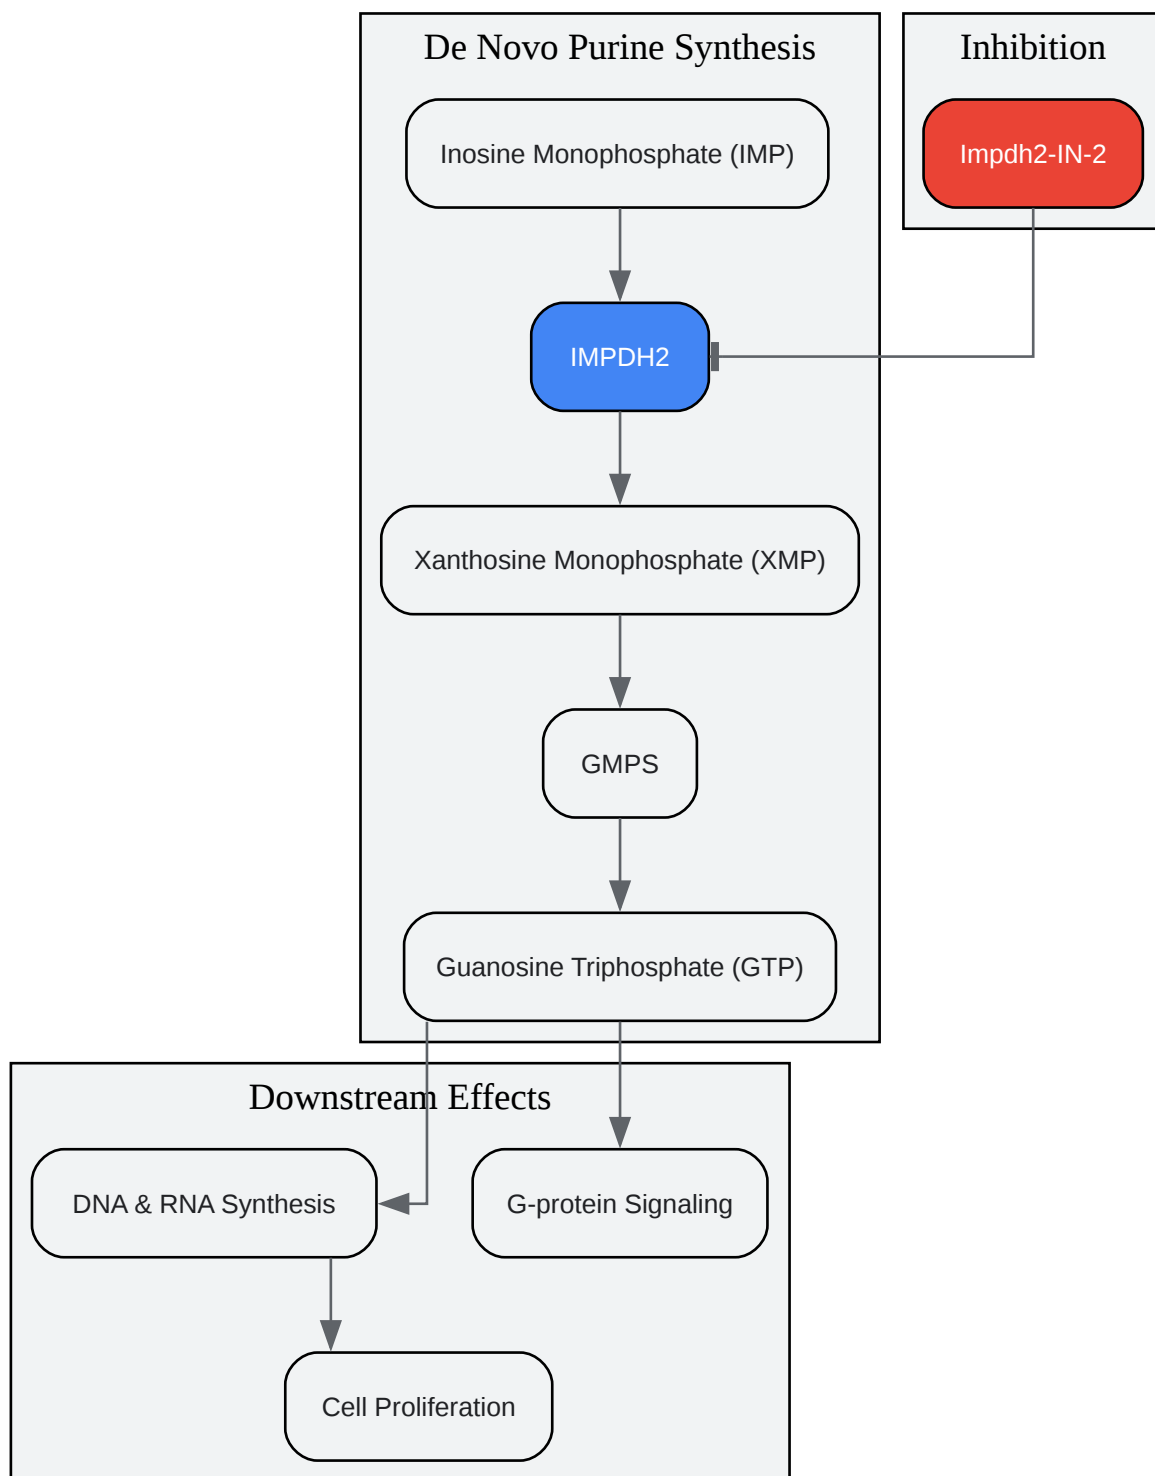 De Novo Purine Synthesis
Inhibition
Inosine Monophosphate (IMP)
Impdh2-IN-2
IMPDH2
Xanthosine Monophosphate (XMP)
GMPS
Guanosine Triphosphate (GTP)
Downstream Effects
DNA & RNA Synthesis
G-protein Signaling
Cell Proliferation